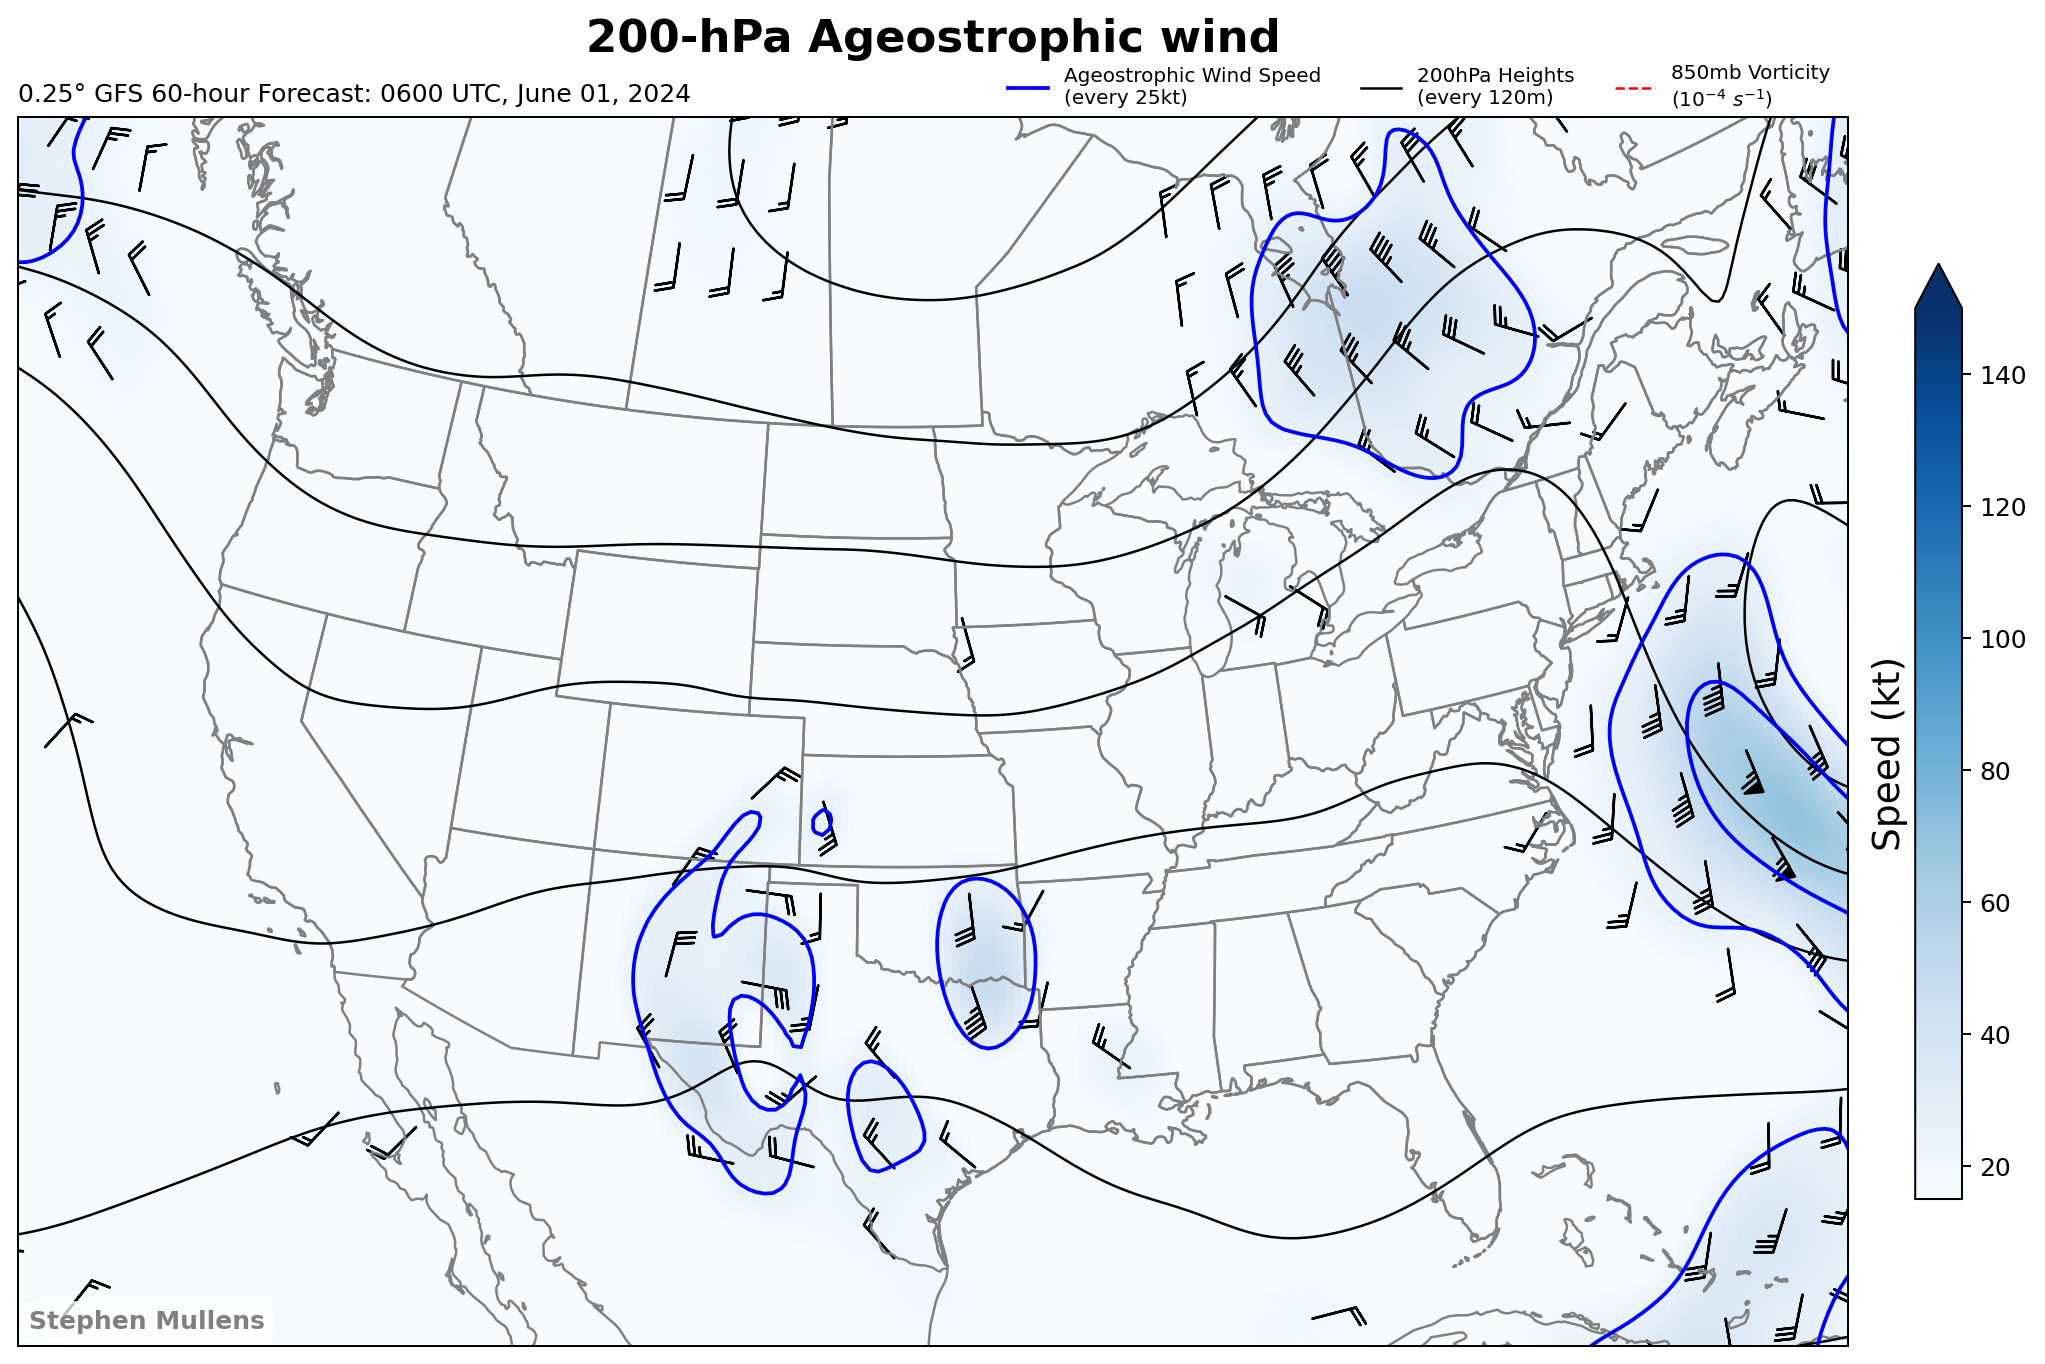 200-hPa Ageostrophic wind
0.25° GFS 60-hour Forecast: 0600 UTC, June 01, 2024
Ageostrophic Wind Speed
(every 25kt)
200hPa Heights
(every 120m)
850mb Vorticity
(10⁻⁴ s⁻¹)
140
120
100
80
60
40
20
Speed (kt)
Stephen Mullens